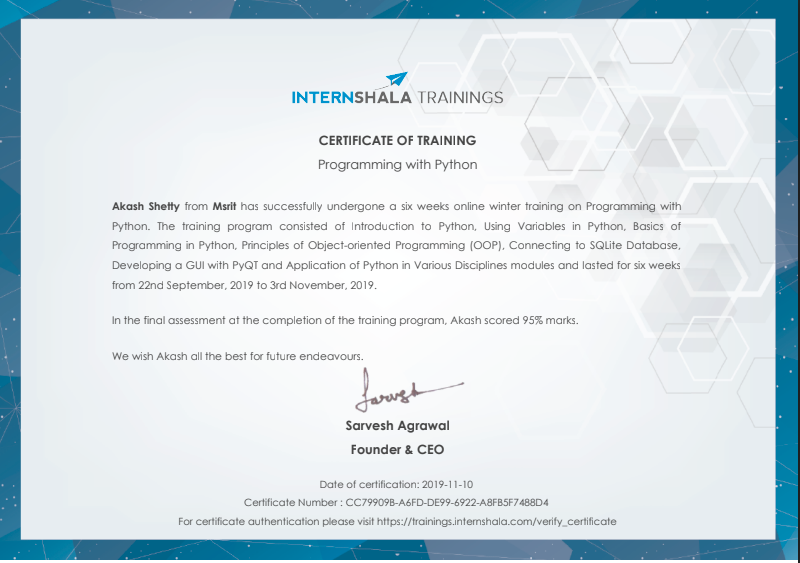 INTERNSHALA TRAININGS
CERTIFICATE OF TRAINING
Programming with Python
Akash Shetty from Msrit has successfully undergone a six weeks online winter training on Programming with
Python. The training program consisted of Introduction to Python, Using Variables in Python, Basics of
Programming in Python, Principles of Object-oriented Programming (OOP), Connecting to SQLite Database,
Developing a GUI with PyQT and Application of Python in Various Disciplines modules and lasted for six weeks
from 22nd September, 2019 to 3rd November, 2019.
In the final assessment at the completion of the training program, Akash scored 95% marks.
We wish Akash all the best for future endeavours.
Sarvesh
Sarvesh Agrawal
Founder & CEO
Date of certification: 2019-11-10
Certificate Number : CC79909B-A6FD-DE99-6922-A8FB5F7488D4
For certificate authentication please visit https://trainings.internshala.com/verify_certificate